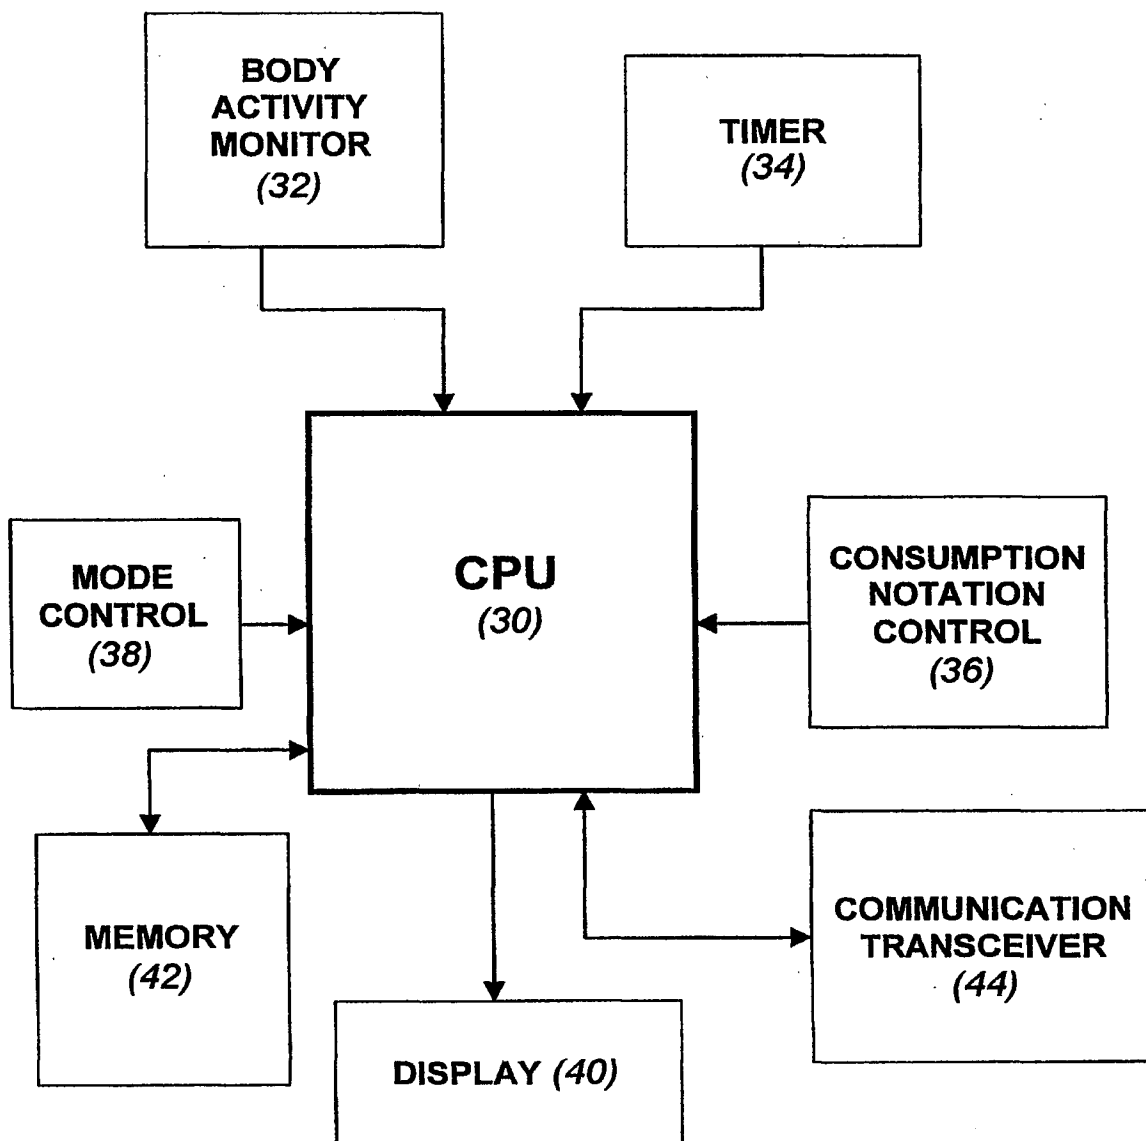 BODY
ACTIVITY
MONITOR
(32)
TIMER
(34)
MODE
CONTROL
(38)
CPU
(30)
CONSUMPTION
NOTATION
CONTROL
(36)
MEMORY
(42)
COMMUNICATION
TRANSCEIVER
(44)
DISPLAY (40)